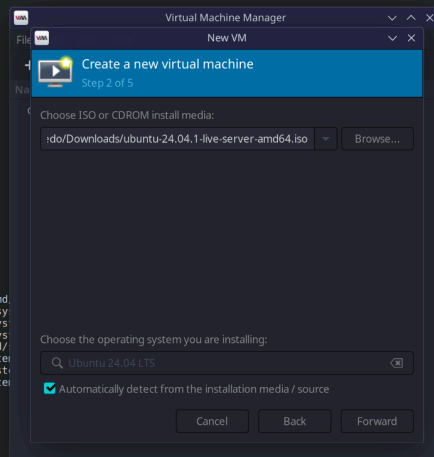 Virtual Machine Manager
File
New VM
Create a new virtual machine
Step 2 of 5
Choose ISO or CDROM install media:
edo/Downloads/ubuntu-24.04.1-live-server-amd64.iso
Browse...
Choose the operating system you are installing:
Ubuntu 24.04 LTS
Automatically detect from the installation media / source
Cancel
Back
Forward